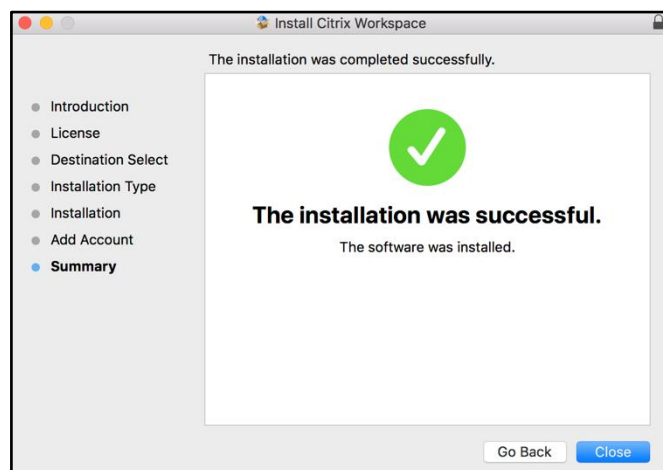 Install Citrix Workspace
The installation was completed successfully.
Introduction
License
Destination Select
Installation Type
Installation
Add Account
Summary
The installation was successful.
The software was installed.
Go Back
Close